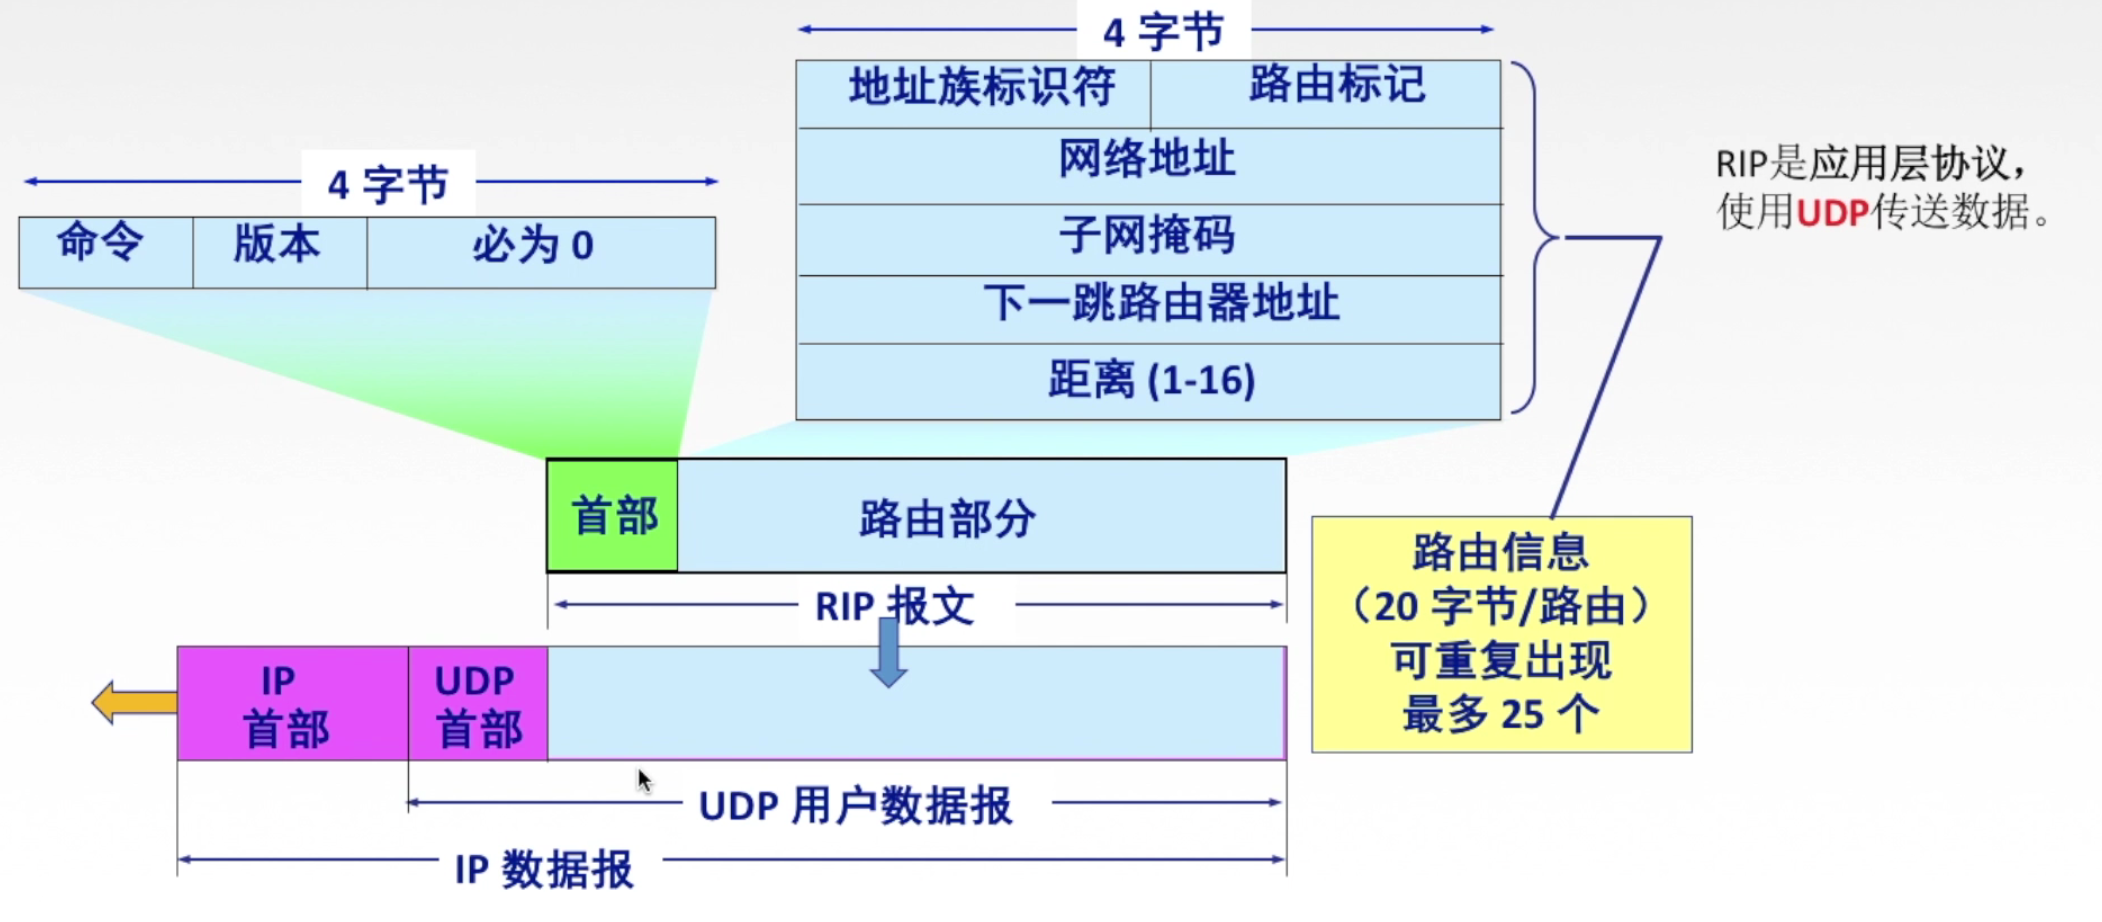 4 字节
地址族标识符 路由标记
网络地址
子网掩码
下一跳路由器地址
距离 (1-16)
RIP是应用层协议，
使用UDP传送数据。
4 字节
命令 版本 必为 0
首部 路由部分
RIP 报文
路由信息
（20 字节/路由）
可重复出现
最多 25 个
IP
首部
UDP
首部
UDP 用户数据报
IP 数据报